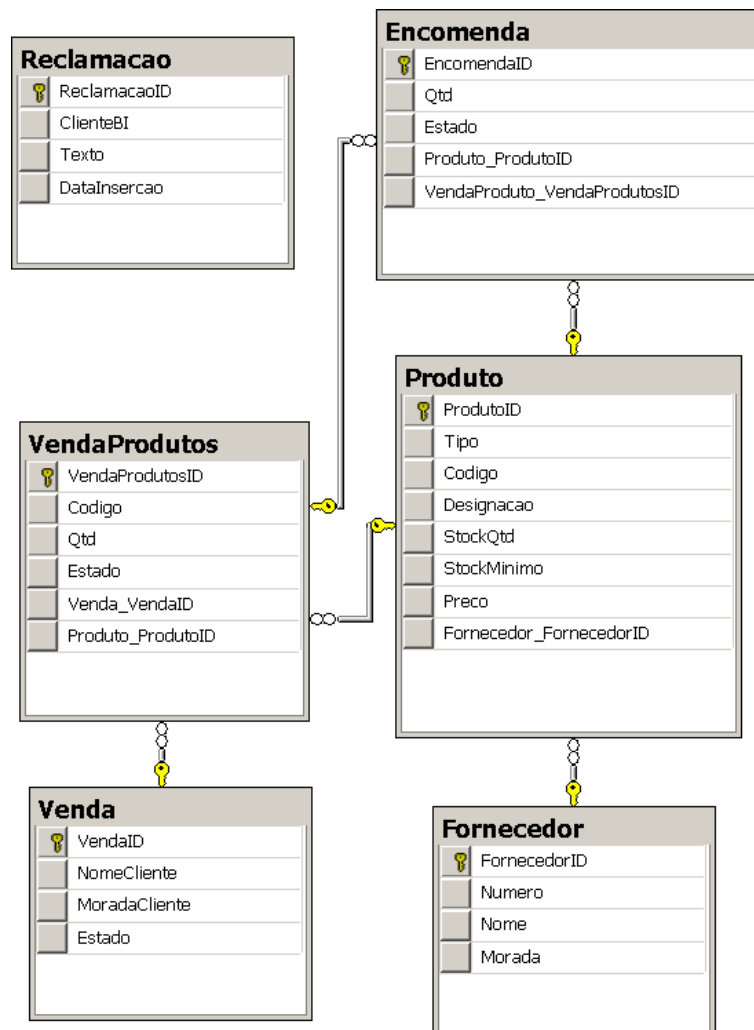 Reclamacao
ReclamacaoID
ClienteBI
Texto
DataInsercao
Encomenda
EncomendaID
Qtd
Estado
Produto_ProdutoID
VendaProduto_VendaProdutosID
VendaProdutos
VendaProdutosID
Codigo
Qtd
Estado
Venda_VendaID
Produto_ProdutoID
Produto
ProdutoID
Tipo
Codigo
Designacao
StockQtd
StockMinimo
Preco
Fornecedor_FornecedorID
Venda
VendaID
NomeCliente
MoradaCliente
Estado
Fornecedor
FornecedorID
Numero
Nome
Morada